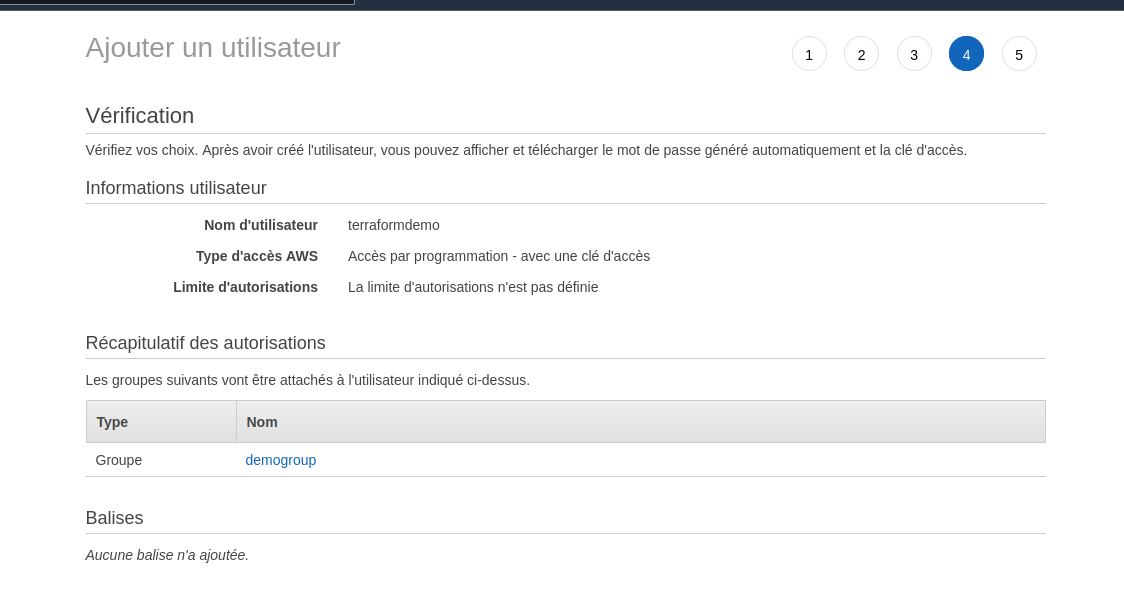 Ajouter un utilisateur
1 2 3 4 5
Vérification
Vérifiez vos choix. Après avoir créé l'utilisateur, vous pouvez afficher et télécharger le mot de passe généré automatiquement et la clé d'accès.
Informations utilisateur
Nom d'utilisateur terraformdemo
Type d'accès AWS Accès par programmation - avec une clé d'accès
Limite d'autorisations La limite d'autorisations n'est pas définie
Récapitulatif des autorisations
Les groupes suivants vont être attachés à l'utilisateur indiqué ci-dessus.
Type Nom
Groupe demogroup
Balises
Aucune balise n'a ajoutée.